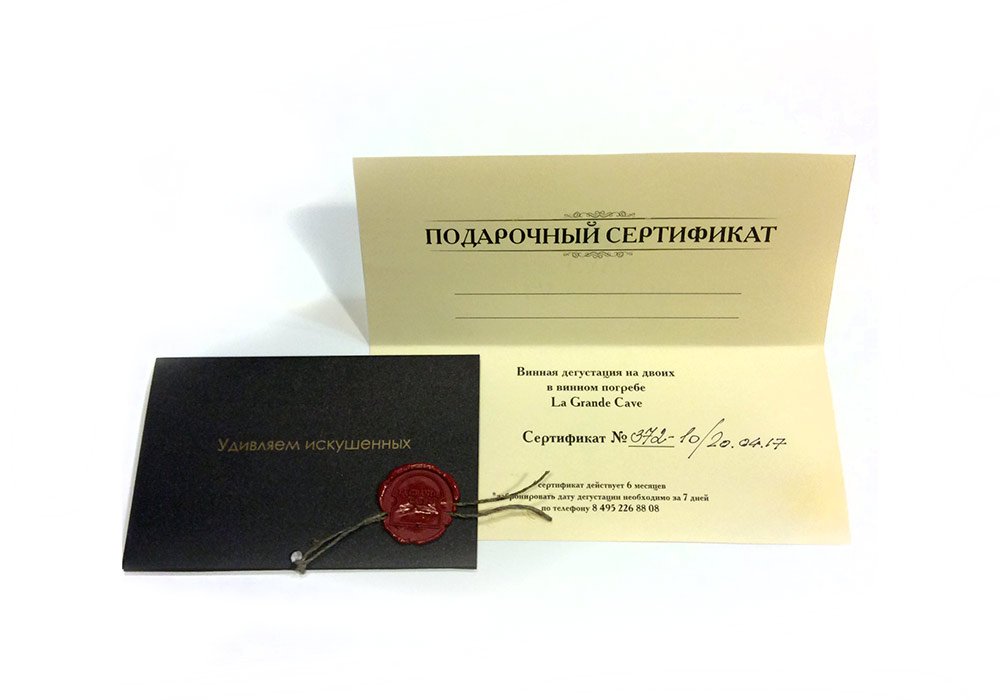 ПОДАРОЧНЫЙ СЕРТИФИКАТ
Винная дегустация на двоих
в винном погребе
La Grande Cave
Сертификат № 372-10/20.04.17
*сертификат действует 6 месяцев
*забронировать дату дегустации необходимо за 7 дней
по телефону 8 495 226 88 08
Удивляем искушенных